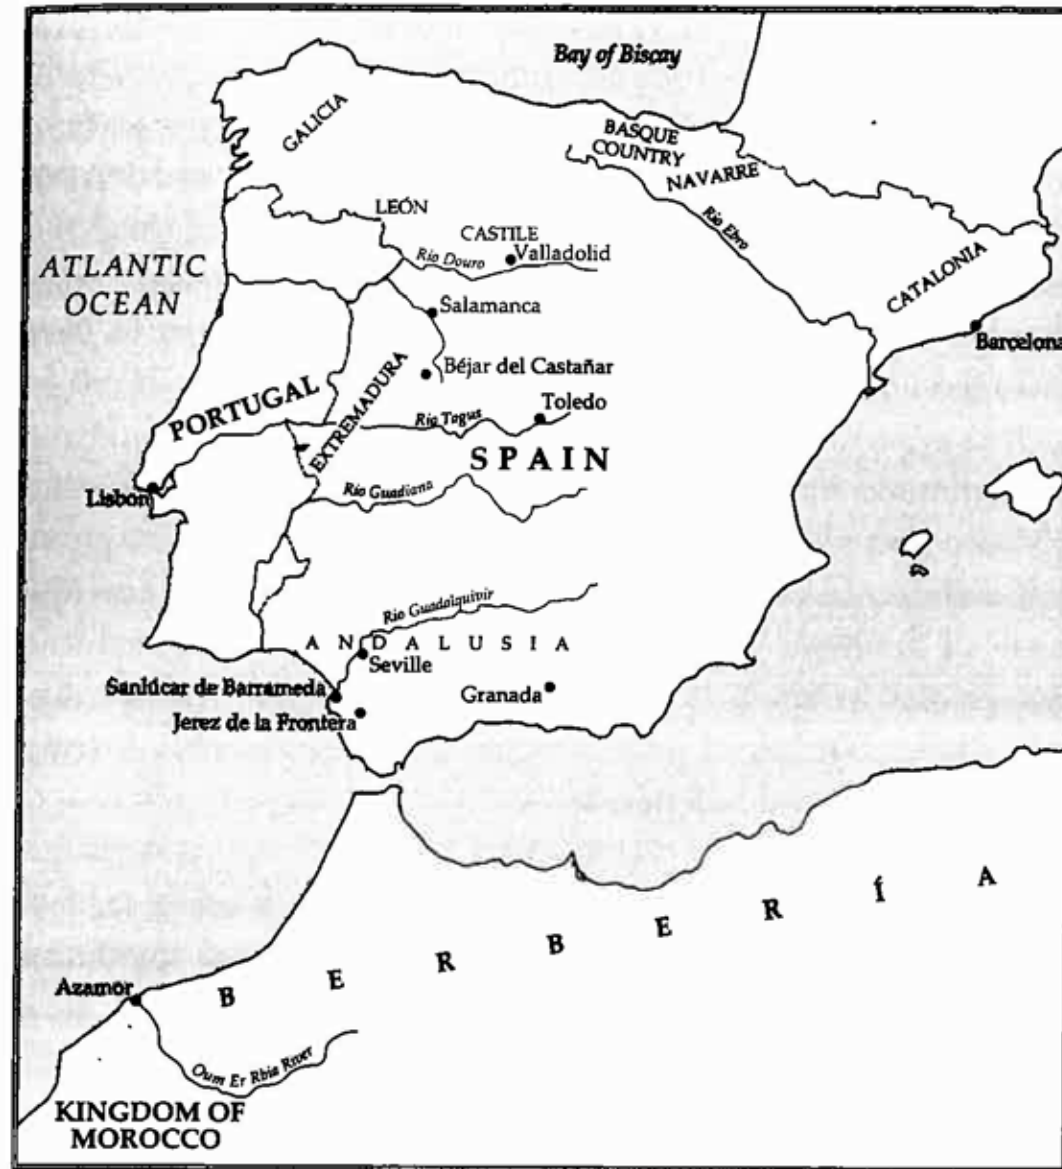 Bay of Biscay
GALICIA
BASQUE
COUNTRY
NAVARRE
LEÓN
CASTILE
Valladolid
Río Douro
Río Ebro
CATALONIA
ATLANTIC
OCEAN
Salamanca
Barcelona
Béjar del Castañar
EXTREMADURA
PORTUGAL
Toledo
Río Tagus
SPAIN
Lisbon
Río Guadiana
Río Guadalquivir
ANDALUSIA
Seville
Sanlúcar de Barrameda
Granada
Jerez de la Frontera
BERBERÍA
Azamor
Oum Er Rbia River
KINGDOM OF
MOROCCO